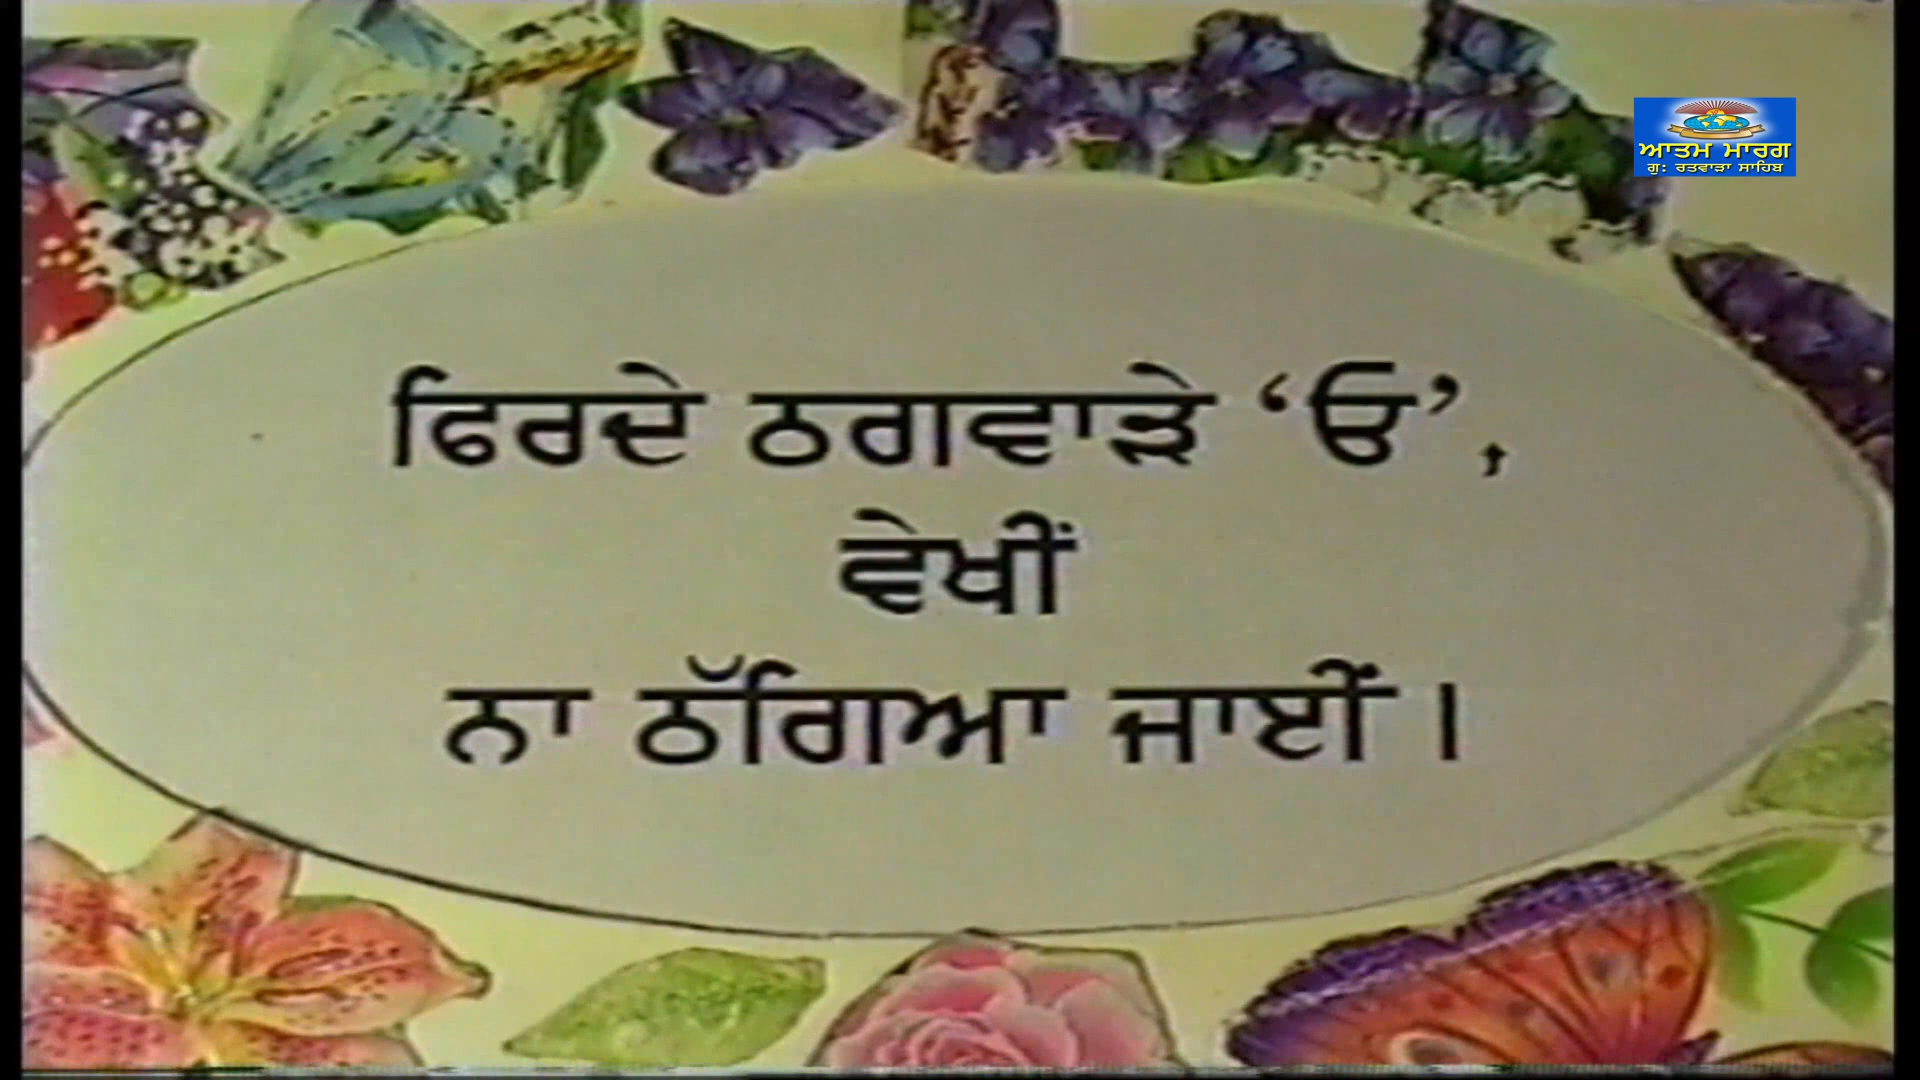 ਆਤਮ ਮਾਰਗ
ਗੁ: ਰਤਵਾੜਾ ਸਾਹਿਬ
ਫਿਰਦੇ ਠਗਵਾੜੇ ‘ਓ’,
ਵੇਖੀਂ
ਨਾ ਠੱਗਿਆ ਜਾਈਂ ।